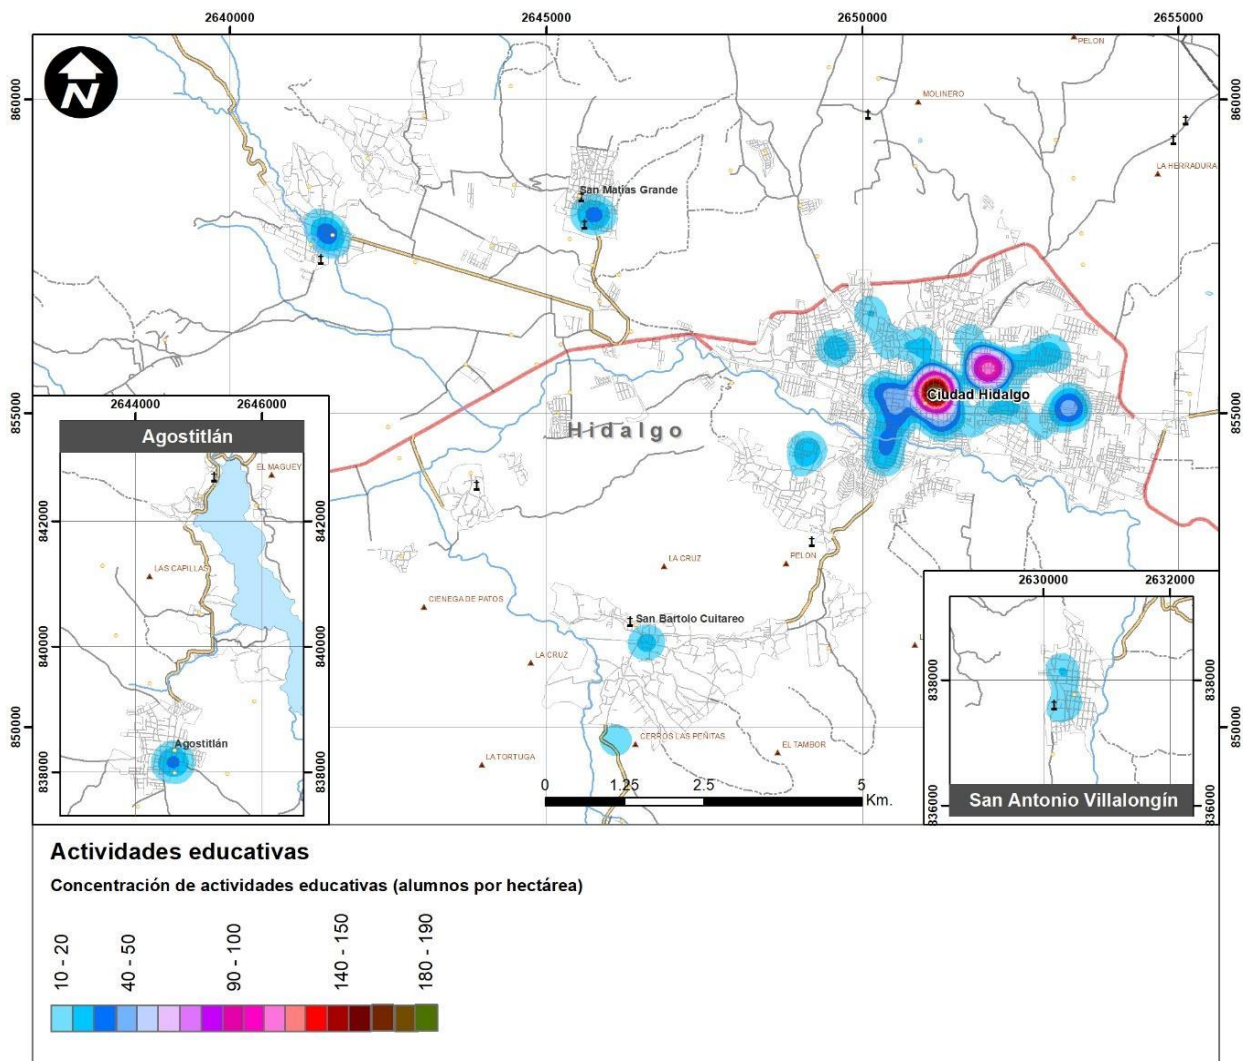 2640000
2645000
2650000
2655000
N
PELON
860000
860000
MOLINERO
LA HERRADURA
San Matías Grande
Ciudad Hidalgo
855000
855000
Hidalgo
2644000
2646000
Agostitlán
EL MAGUEY
842000
842000
LAS CAPILLAS
840000
840000
Agostitlán
838000
838000
LA CRUZ
PELON
CIENEGA DE PATOS
San Bartolo Cuitareo
LA CRUZ
CERROS LAS PEÑITAS
EL TAMBOR
LA TORTUGA
850000
850000
0
1.25
2.5
5
Km.
2630000
2632000
838000
838000
836000
836000
San Antonio Villalongín
Actividades educativas
Concentración de actividades educativas (alumnos por hectárea)
10 - 20
40 - 50
90 - 100
140 - 150
180 - 190